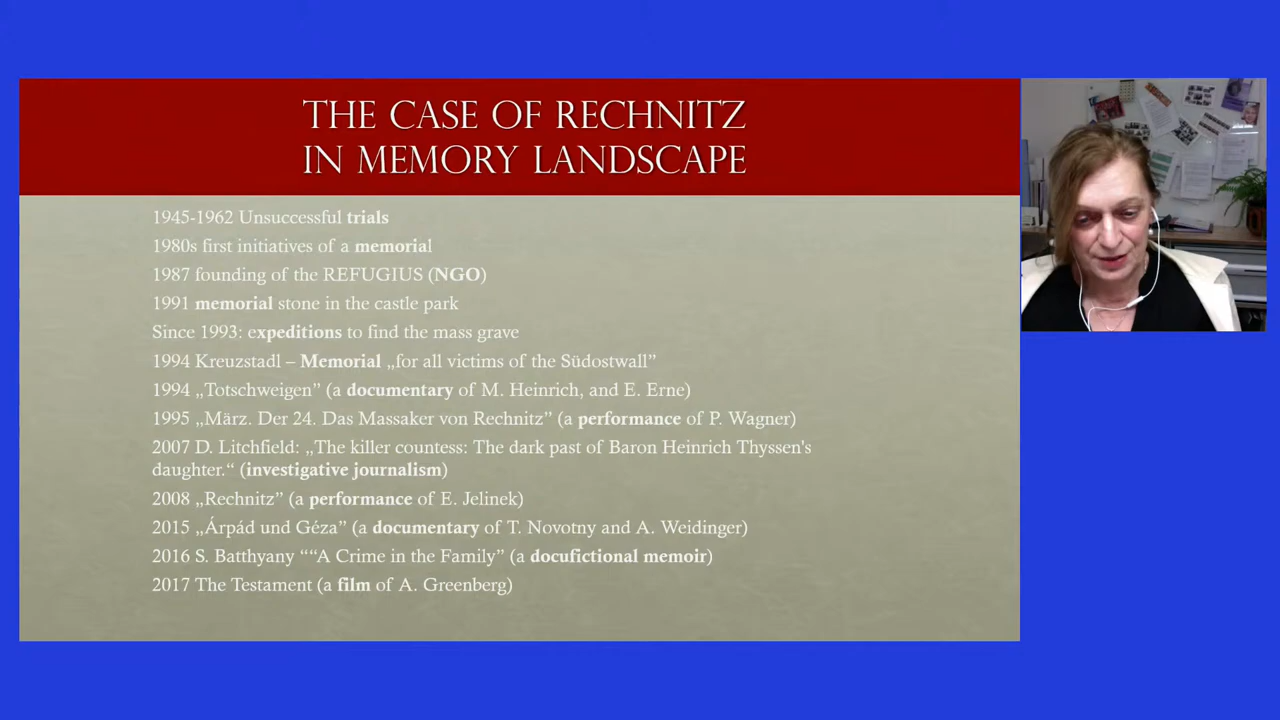 THE CASE OF RECHNITZ
IN MEMORY LANDSCAPE
1945-1962 Unsuccessful trials
1980s first initiatives of a memorial
1987 founding of the REFUGIUS (NGO)
1991 memorial stone in the castle park
Since 1993: expeditions to find the mass grave
1994 Kreuzstadl – Memorial „for all victims of the Südostwall”
1994 „Totschweigen” (a documentary of M. Heinrich, and E. Erne)
1995 „März. Der 24. Das Massaker von Rechnitz” (a performance of P. Wagner)
2007 D. Litchfield: „The killer countess: The dark past of Baron Heinrich Thyssen's
daughter.“ (investigative journalism)
2008 „Rechnitz” (a performance of E. Jelinek)
2015 „Árpád und Géza” (a documentary of T. Novotny and A. Weidinger)
2016 S. Batthyany ““A Crime in the Family” (a docufictional memoir)
2017 The Testament (a film of A. Greenberg)